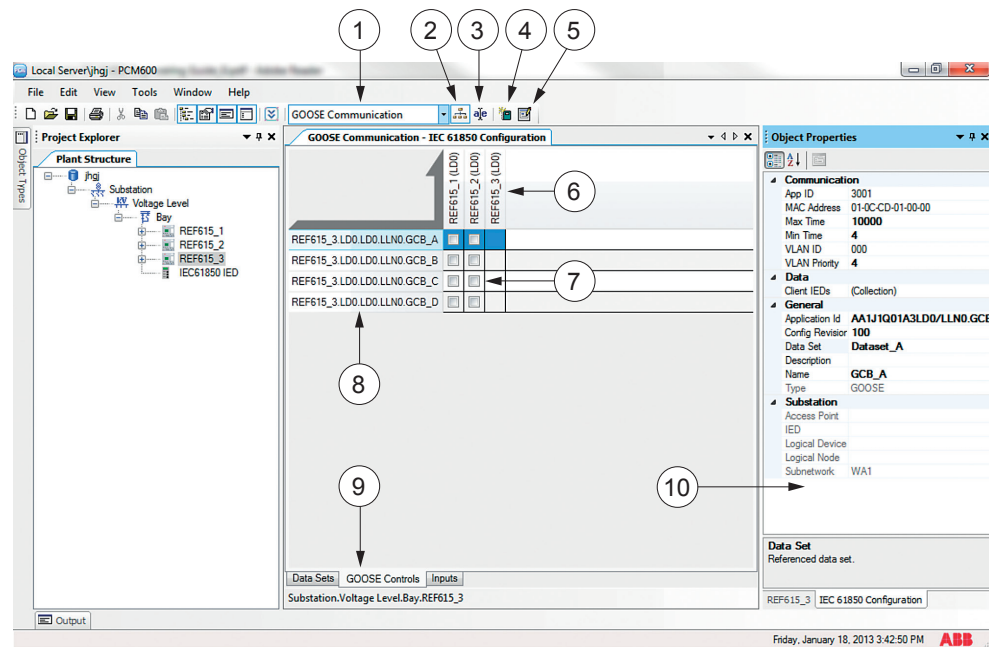 1 2 3 4 5
Local Server\jhgj - PCM600
File Edit View Tools Window Help
GOOSE Communication
Object Types
Project Explorer
Plant Structure
jhgj
Substation
Voltage Level
Bay
REF615_1
REF615_2
REF615_3
IEC61850 IED
GOOSE Communication - IEC 61850 Configuration
REF615_1 (LD0)
REF615_2 (LD0)
REF615_3 (LD0)
6
REF615_3.LD0.LD0.LLN0.GCB_A
REF615_3.LD0.LD0.LLN0.GCB_B
REF615_3.LD0.LD0.LLN0.GCB_C
7
REF615_3.LD0.LD0.LLN0.GCB_D
8
9
10
Data Sets GOOSE Controls Inputs
Substation.Voltage Level.Bay.REF615_3
Object Properties
Communication
App ID 3001
MAC Address 01-0C-CD-01-00-00
Max Time 10000
Min Time 4
VLAN ID 000
VLAN Priority 4
Data
Client IEDs (Collection)
General
Application Id AA1J1Q01A3LD0/LLN0.GCB
Config Revisior 100
Data Set Dataset_A
Description
Name GCB_A
Type GOOSE
Substation
Access Point
IED
Logical Device
Logical Node
Subnetwork WA1
Data Set
Referenced data set.
REF615_3 IEC 61850 Configuration
Output
Friday, January 18, 2013 3:42:50 PM ABB